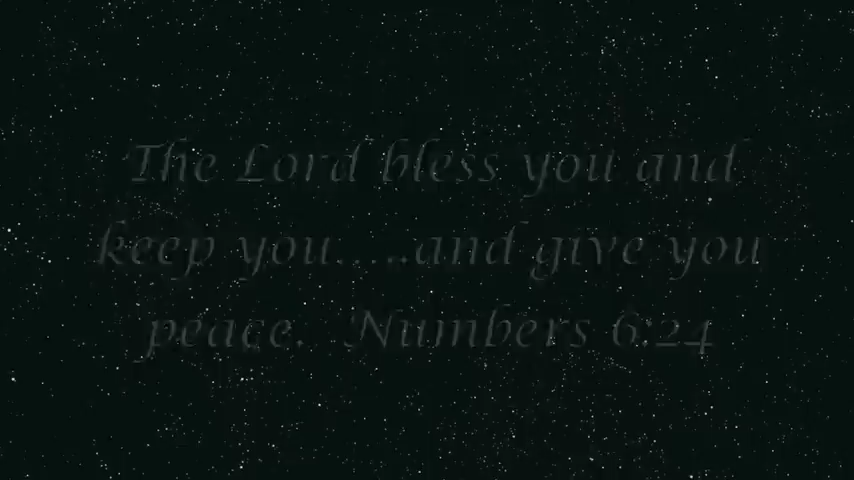 The Lord bless you and
keep you.....and give you
peace. Numbers 6:24